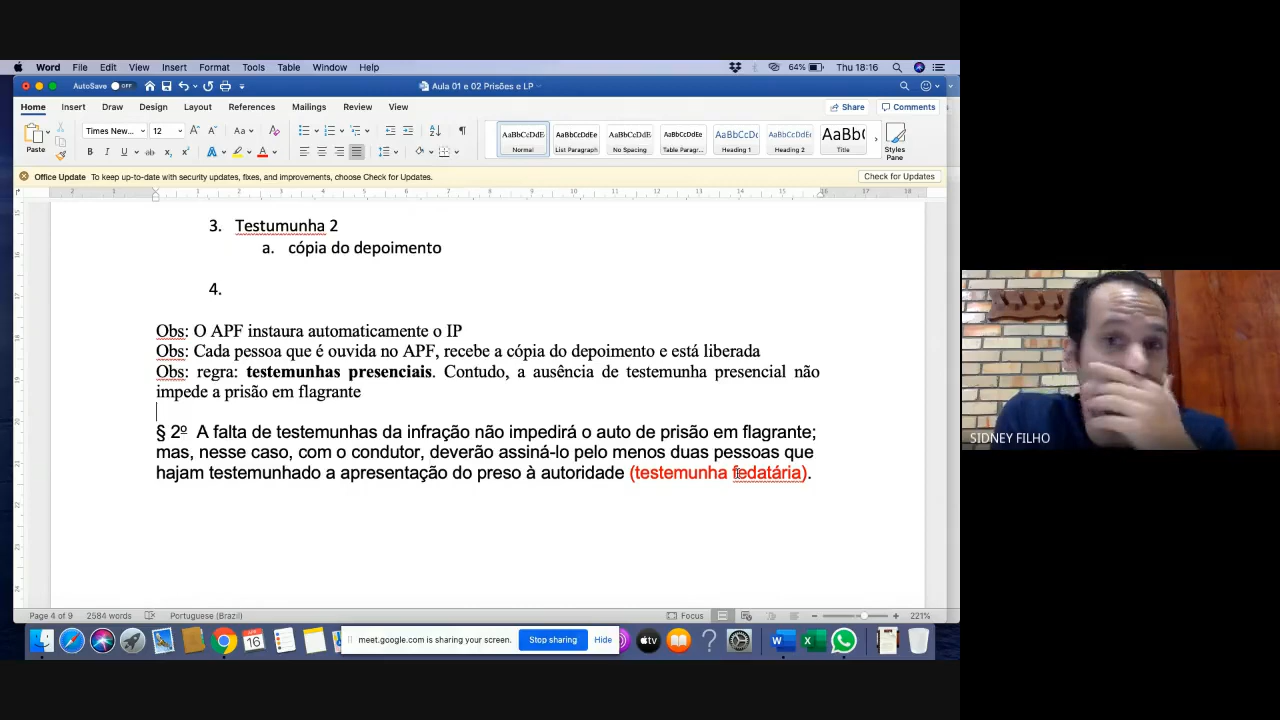 Word File Edit View Insert Format Tools Table Window Help 64% Thu 18:16
AutoSave OFF Aula 01 e 02 Prisões e LP
Home Insert Draw Design Layout References Mailings Review View Share Comments
Paste Times New... 12 AaBbCcDdE Normal AaBbCcDdEe List Paragraph AaBbCcDdE No Spacing AaBbCcDdEe Table Paragr... AaBbCcDc Heading 1 AaBbCcDdE Heading 2 AaBb( Title Styles Pane
Office Update To keep up-to-date with security updates, fixes, and improvements, choose Check for Updates. Check for Updates
3. Testumunha 2
a. cópia do depoimento
4.
Obs: O APF instaura automaticamente o IP
Obs: Cada pessoa que é ouvida no APF, recebe a cópia do depoimento e está liberada
Obs: regra: testemunhas presenciais. Contudo, a ausência de testemunha presencial não
impede a prisão em flagrante
§ 2º A falta de testemunhas da infração não impedirá o auto de prisão em flagrante;
mas, nesse caso, com o condutor, deverão assiná-lo pelo menos duas pessoas que
hajam testemunhado a apresentação do preso à autoridade (testemunha fedatária).
SIDNEY FILHO
Page 4 of 9 2584 words Portuguese (Brazil) Focus 221%
meet.google.com is sharing your screen. Stop sharing Hide